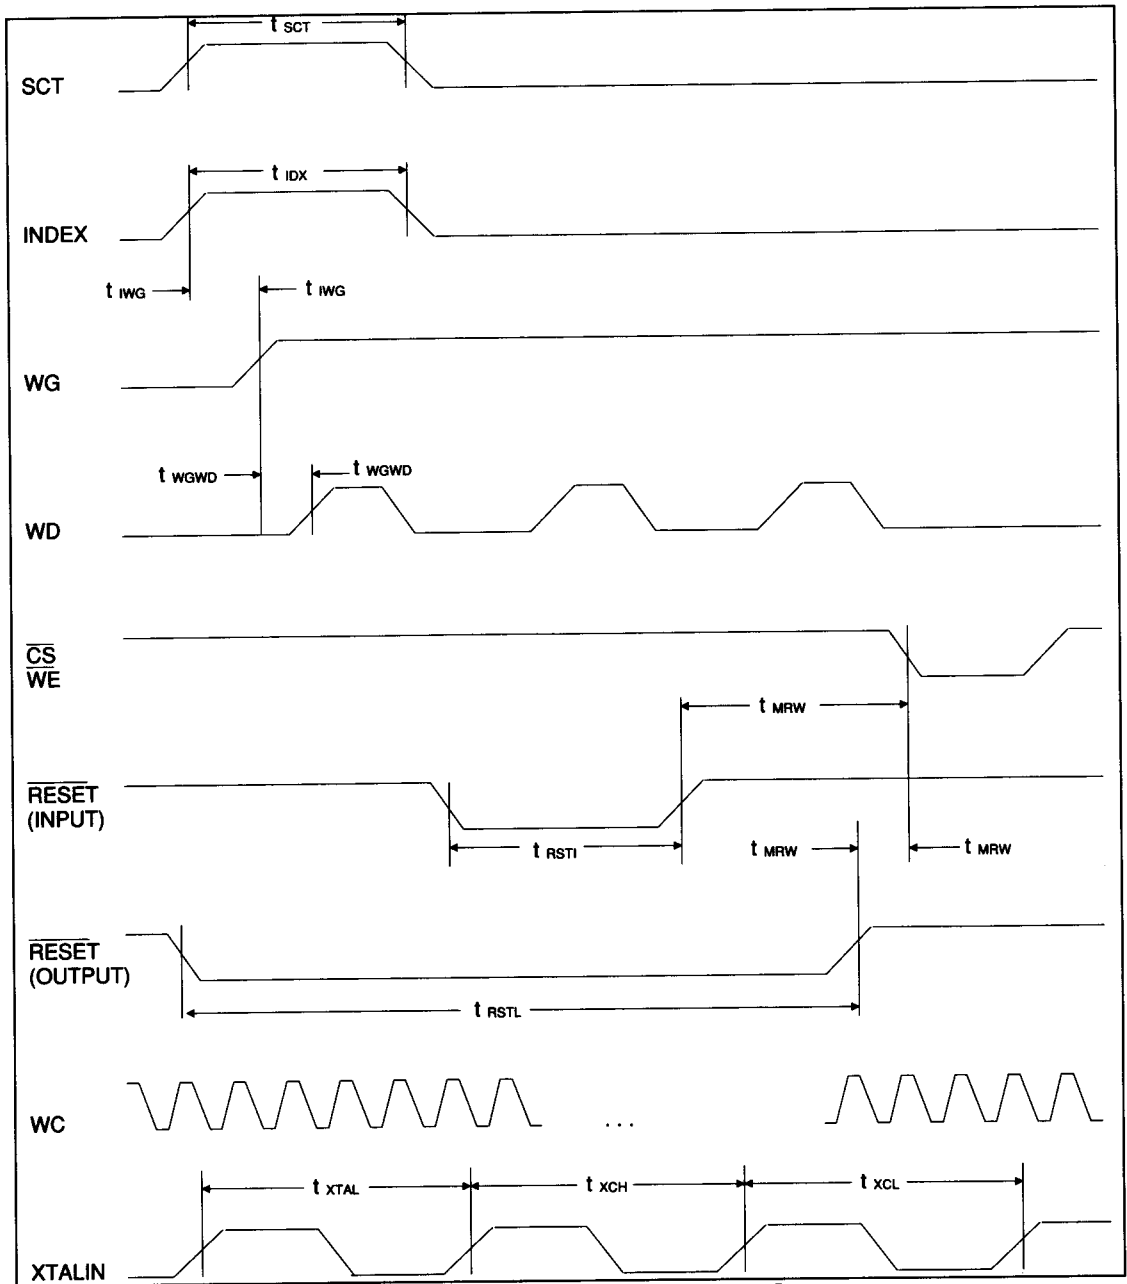 t SCT
SCT
t IDX
INDEX
t IWG t IWG
WG
t WGWD t WGWD
WD
CS
WE
t MRW
RESET
(INPUT)
t RSTI t MRW t MRW
RESET
(OUTPUT)
t RSTL
WC ...
t XTAL t XCH t XCL
XTALIN